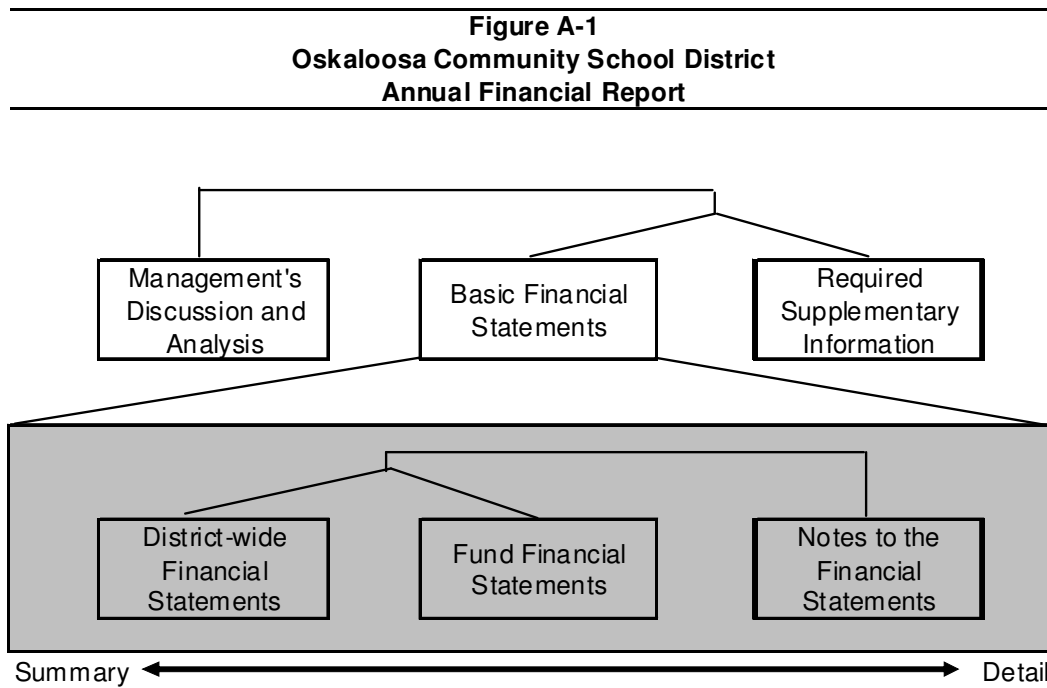 Figure A-1
Oskaloosa Community School District
Annual Financial Report
Management's
Discussion and
Analysis
Basic Financial
Statements
Required
Supplementary
Information
District-wide
Financial
Statements
Fund Financial
Statements
Notes to the
Financial
Statements
Summary
Detail